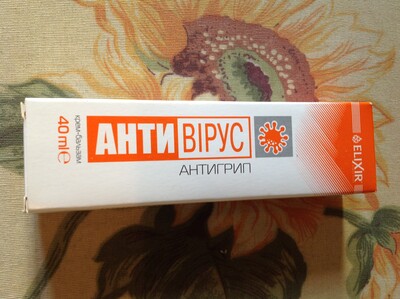 АНТИВІРУС
АНТИГРИП
крем-бальзам
40 ml ℮
ELIXIR